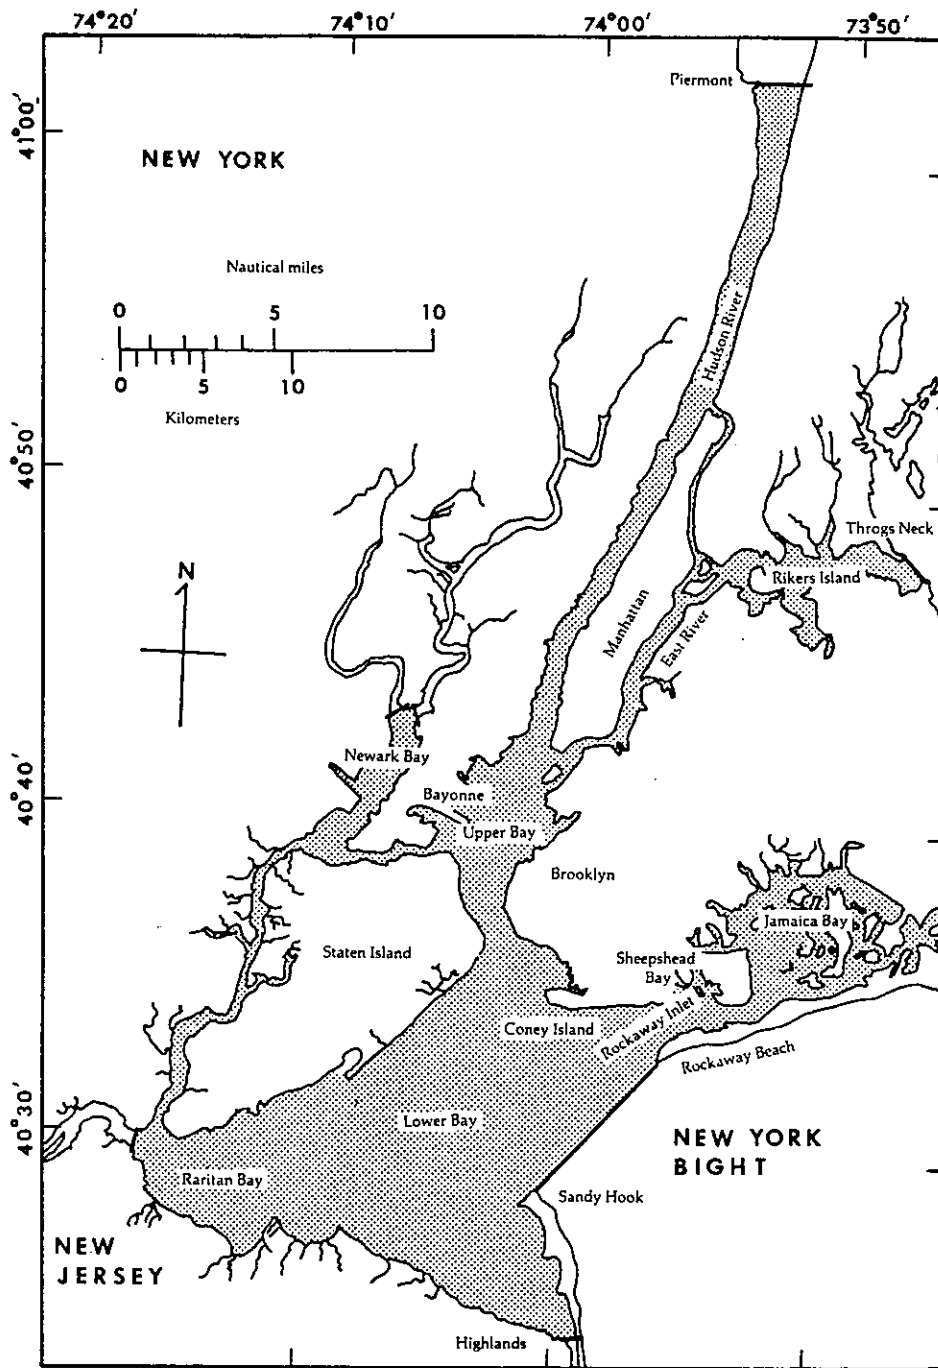 74°20′ 74°10′ 74°00′ 73°50′
Piermont
41°00′
NEW YORK
Nautical miles
0 5 10
0 5 10
Kilometers
Hudson River
40°50′
Throgs Neck
Rikers Island
N
Manhattan
East River
Newark Bay
40°40′
Bayonne
Upper Bay
Brooklyn
Jamaica Bay
Staten Island
Sheepshead
Bay
Coney Island
Rockaway Inlet
Rockaway Beach
40°30′
Lower Bay
NEW YORK
BIGHT
Raritan Bay
Sandy Hook
NEW
JERSEY
Highlands